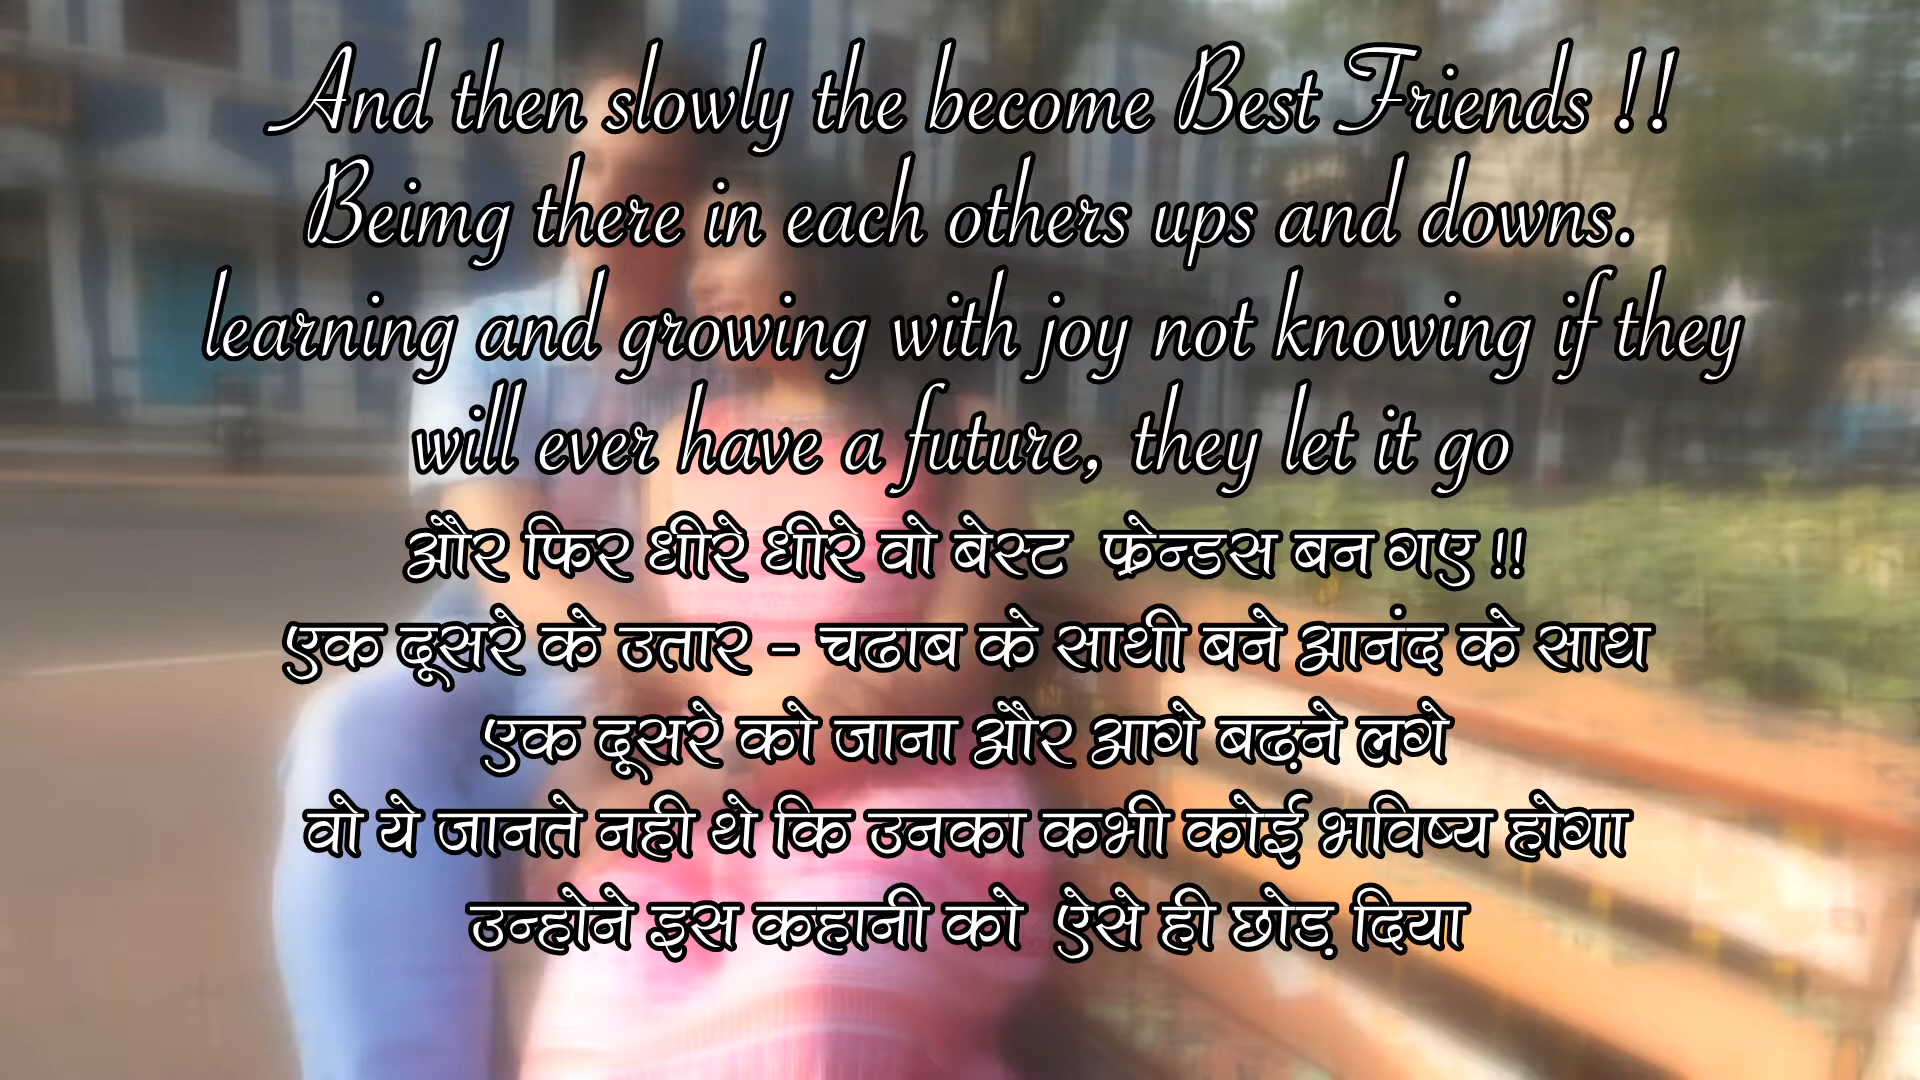 And then slowly the become Best Friends !!
Beimg there in each others ups and downs.
learning and growing with joy not knowing if they
will ever have a future, they let it go
और फिर धीरे धीरे वो बेस्ट फ्रेन्डस बन गए !!
एक दूसरे के उतार - चढाब के साथी बने आनंद के साथ
एक दूसरे को जाना और आगे बढ़ने लगे
वो ये जानते नही थे कि उनका कभी कोई भविष्य होगा
उन्होने इस कहानी को ऐसे ही छोड़ दिया